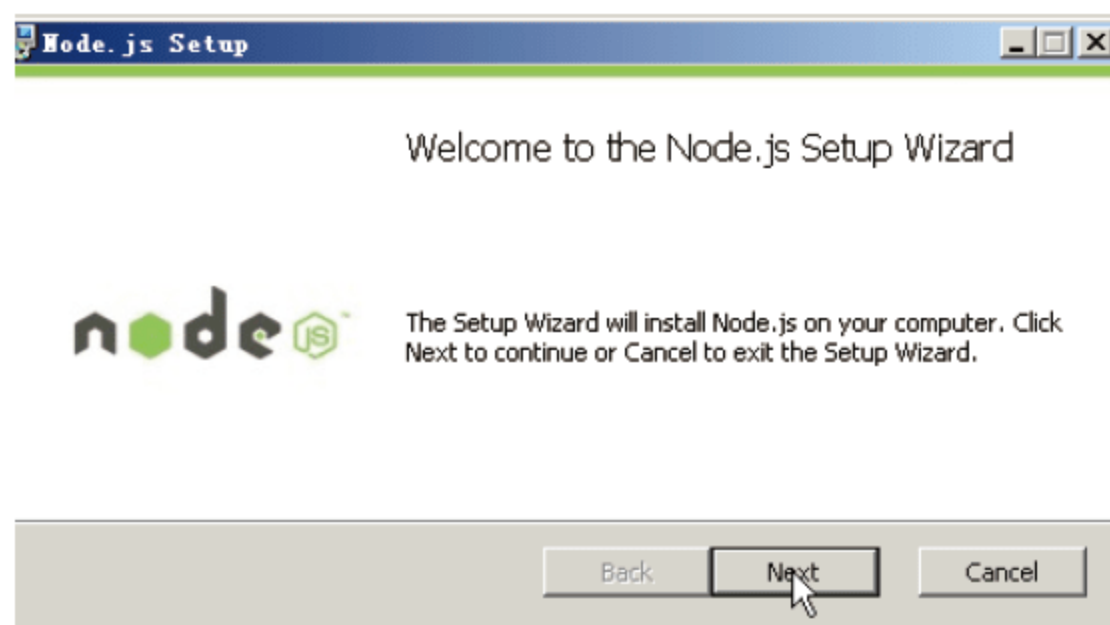 Node.js Setup
Welcome to the Node.js Setup Wizard
node JS™
The Setup Wizard will install Node.js on your computer. Click
Next to continue or Cancel to exit the Setup Wizard.
Back Next Cancel